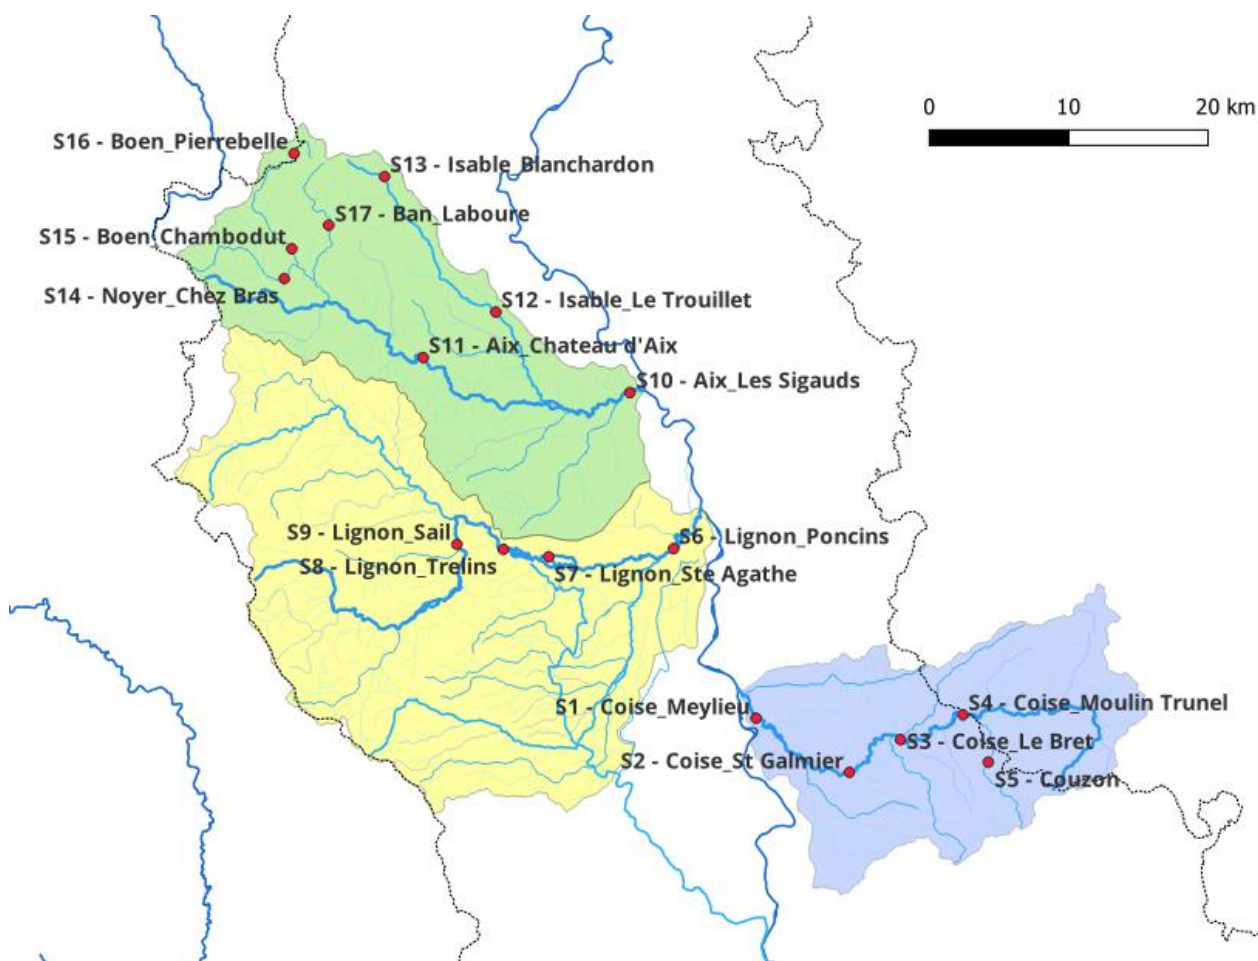 0 10 20 km
S16 - Boen_Pierrebelle
S13 - Isable_Blanchardon
S17 - Ban_Laboure
S15 - Boen_Chambodut
S14 - Noyer_Chez Bras
S12 - Isable_Le Trouillet
S11 - Aix_Chateau d'Aix
S10 - Aix_Les Sigauds
S9 - Lignon_Sail
S6 - Lignon_Poncins
S8 - Lignon_Trelins
S7 - Lignon_Ste Agathe
S1 - Coise_Meylieu
S4 - Coise_Moulin Trunel
S3 - Coise_Le Bret
S2 - Coise_St Galmier
S5 - Couzon